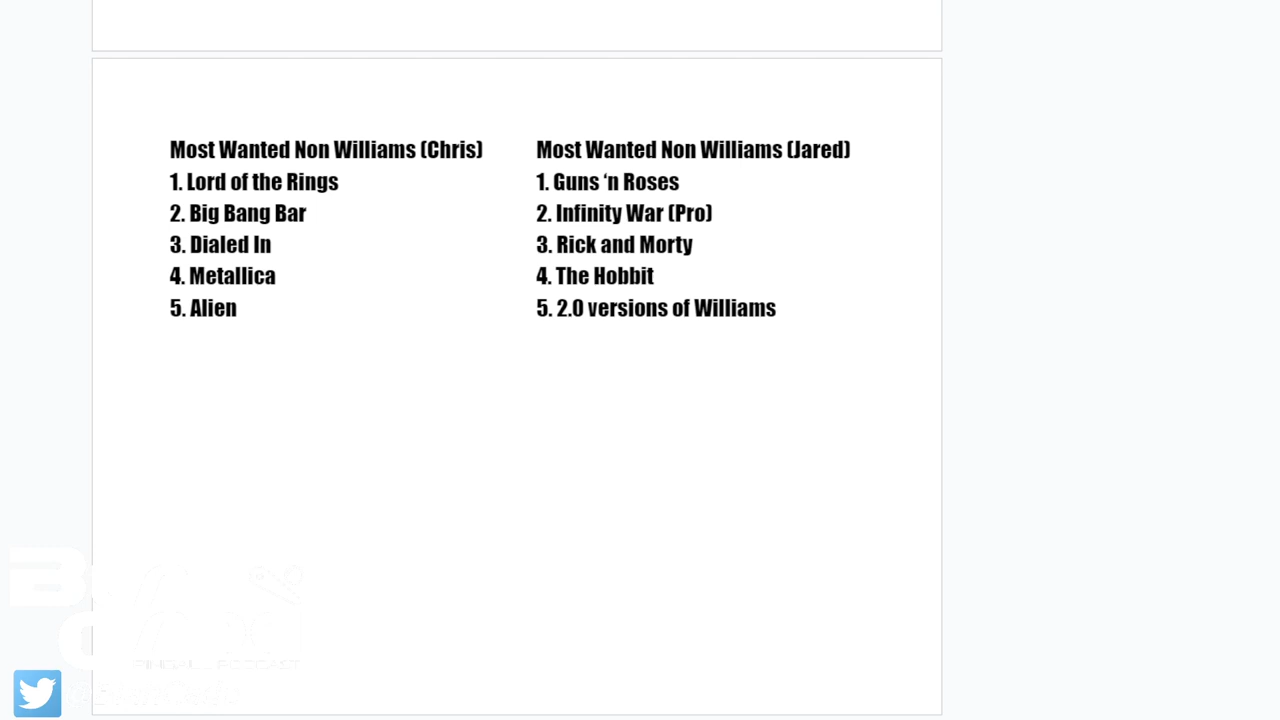 Most Wanted Non Williams (Chris)
1. Lord of the Rings
2. Big Bang Bar
3. Dialed In
4. Metallica
5. Alien
Most Wanted Non Williams (Jared)
1. Guns ‘n Roses
2. Infinity War (Pro)
3. Rick and Morty
4. The Hobbit
5. 2.0 versions of Williams
PINBALL PODCAST